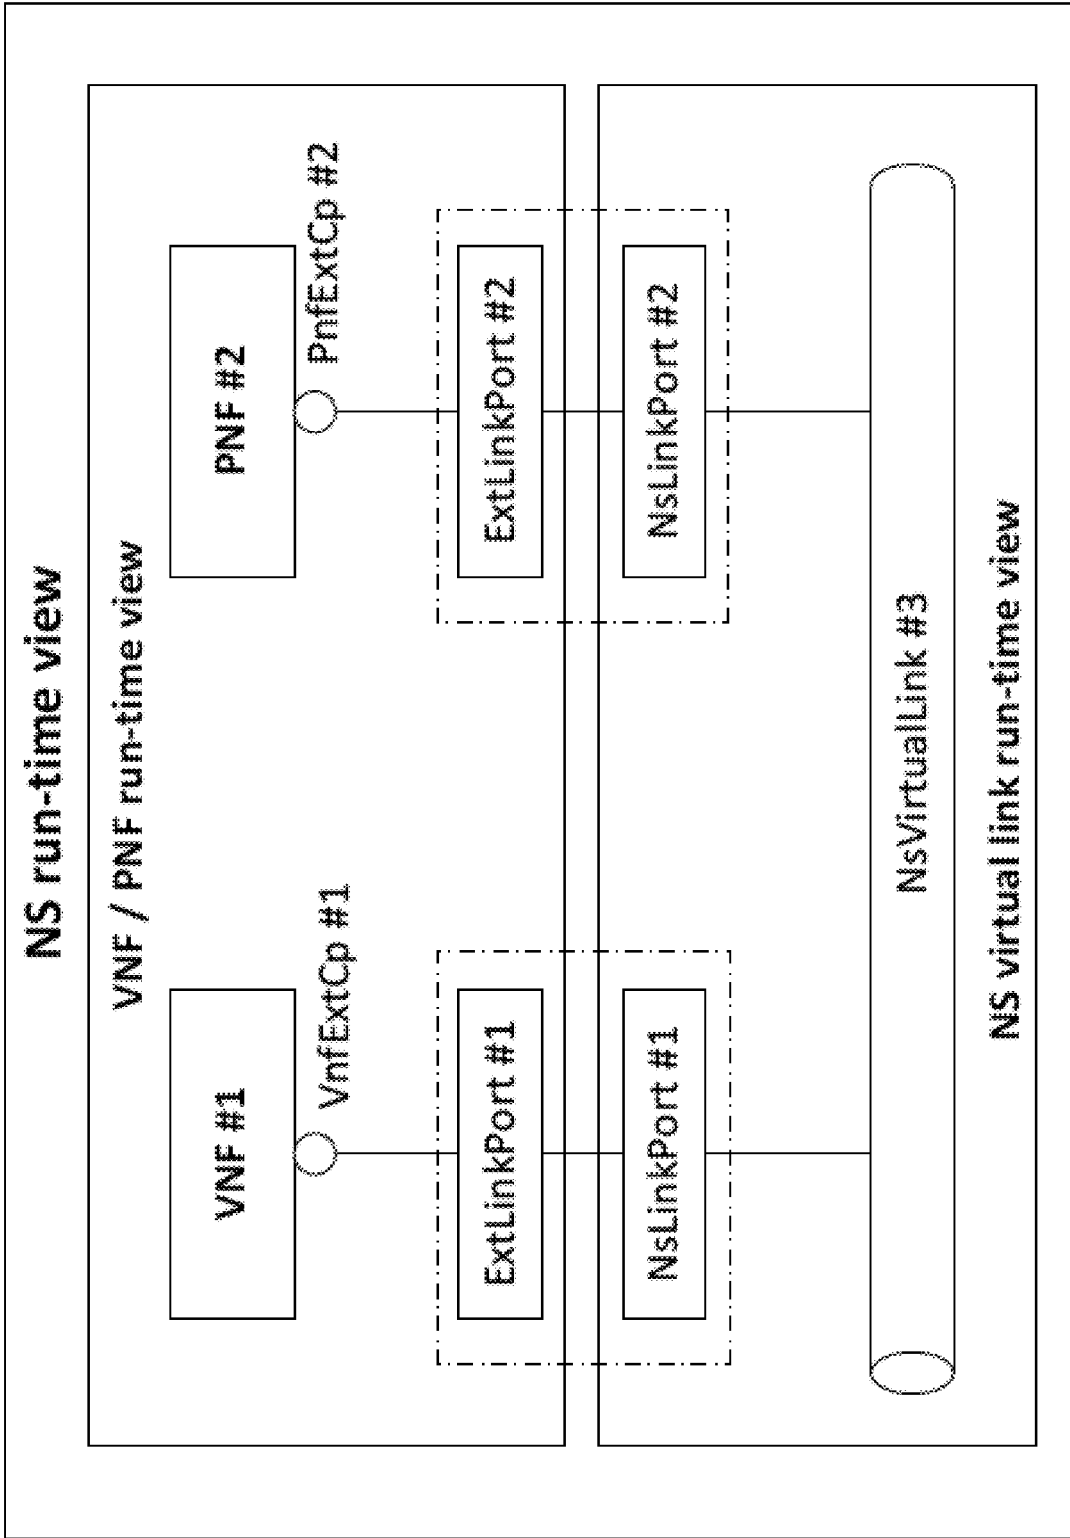 NS run-time view
VNF / PNF run-time view
VNF #1
PNF #2
VnfExtCp #1
PnfExtCp #2
ExtLinkPort #1
ExtLinkPort #2
NsLinkPort #1
NsLinkPort #2
NsVirtualLink #3
NS virtual link run-time view